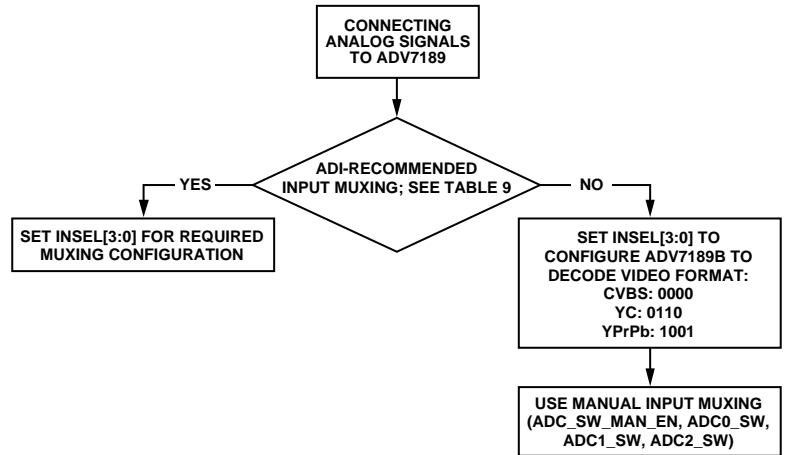 CONNECTING
ANALOG SIGNALS
TO ADV7189
ADI-RECOMMENDED
INPUT MUXING; SEE TABLE 9
YES
NO
SET INSEL[3:0] FOR REQUIRED
MUXING CONFIGURATION
SET INSEL[3:0] TO
CONFIGURE ADV7189B TO
DECODE VIDEO FORMAT:
CVBS: 0000
YC: 0110
YPrPb: 1001
USE MANUAL INPUT MUXING
(ADC_SW_MAN_EN, ADC0_SW,
ADC1_SW, ADC2_SW)